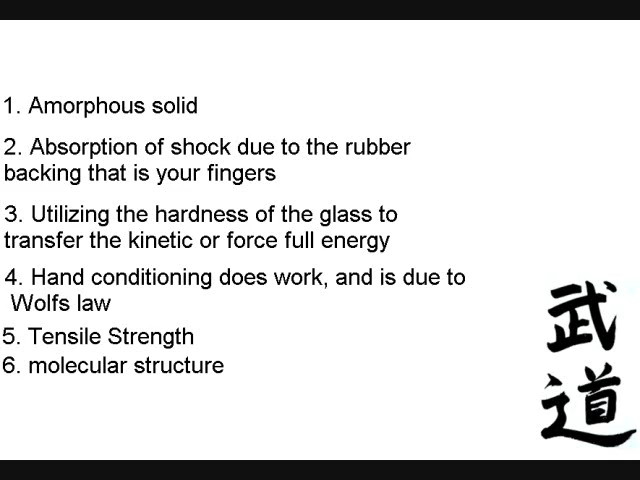 1. Amorphous solid
2. Absorption of shock due to the rubber
backing that is your fingers
3. Utilizing the hardness of the glass to
transfer the kinetic or force full energy
4. Hand conditioning does work, and is due to
Wolfs law
5. Tensile Strength
6. molecular structure
武
道